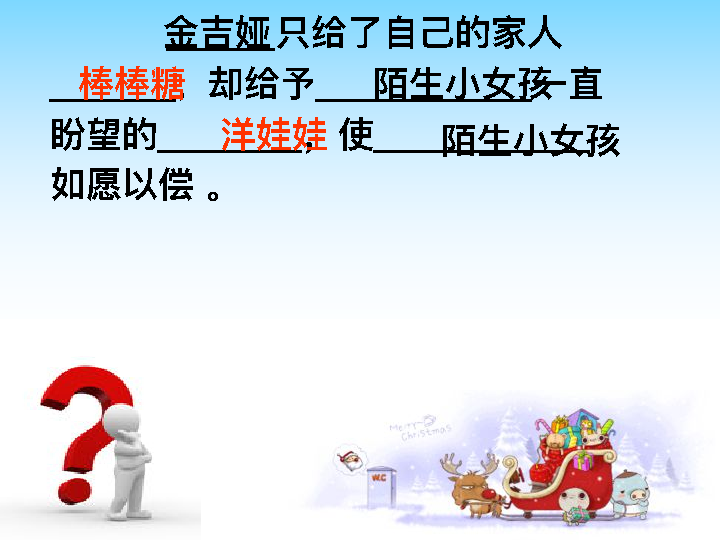 金吉娅只给了自己的家人
棒棒糖, 却给予陌生小女孩一直
盼望的洋娃娃, 使陌生小女孩
如愿以偿。
Merry
Christmas
W.C